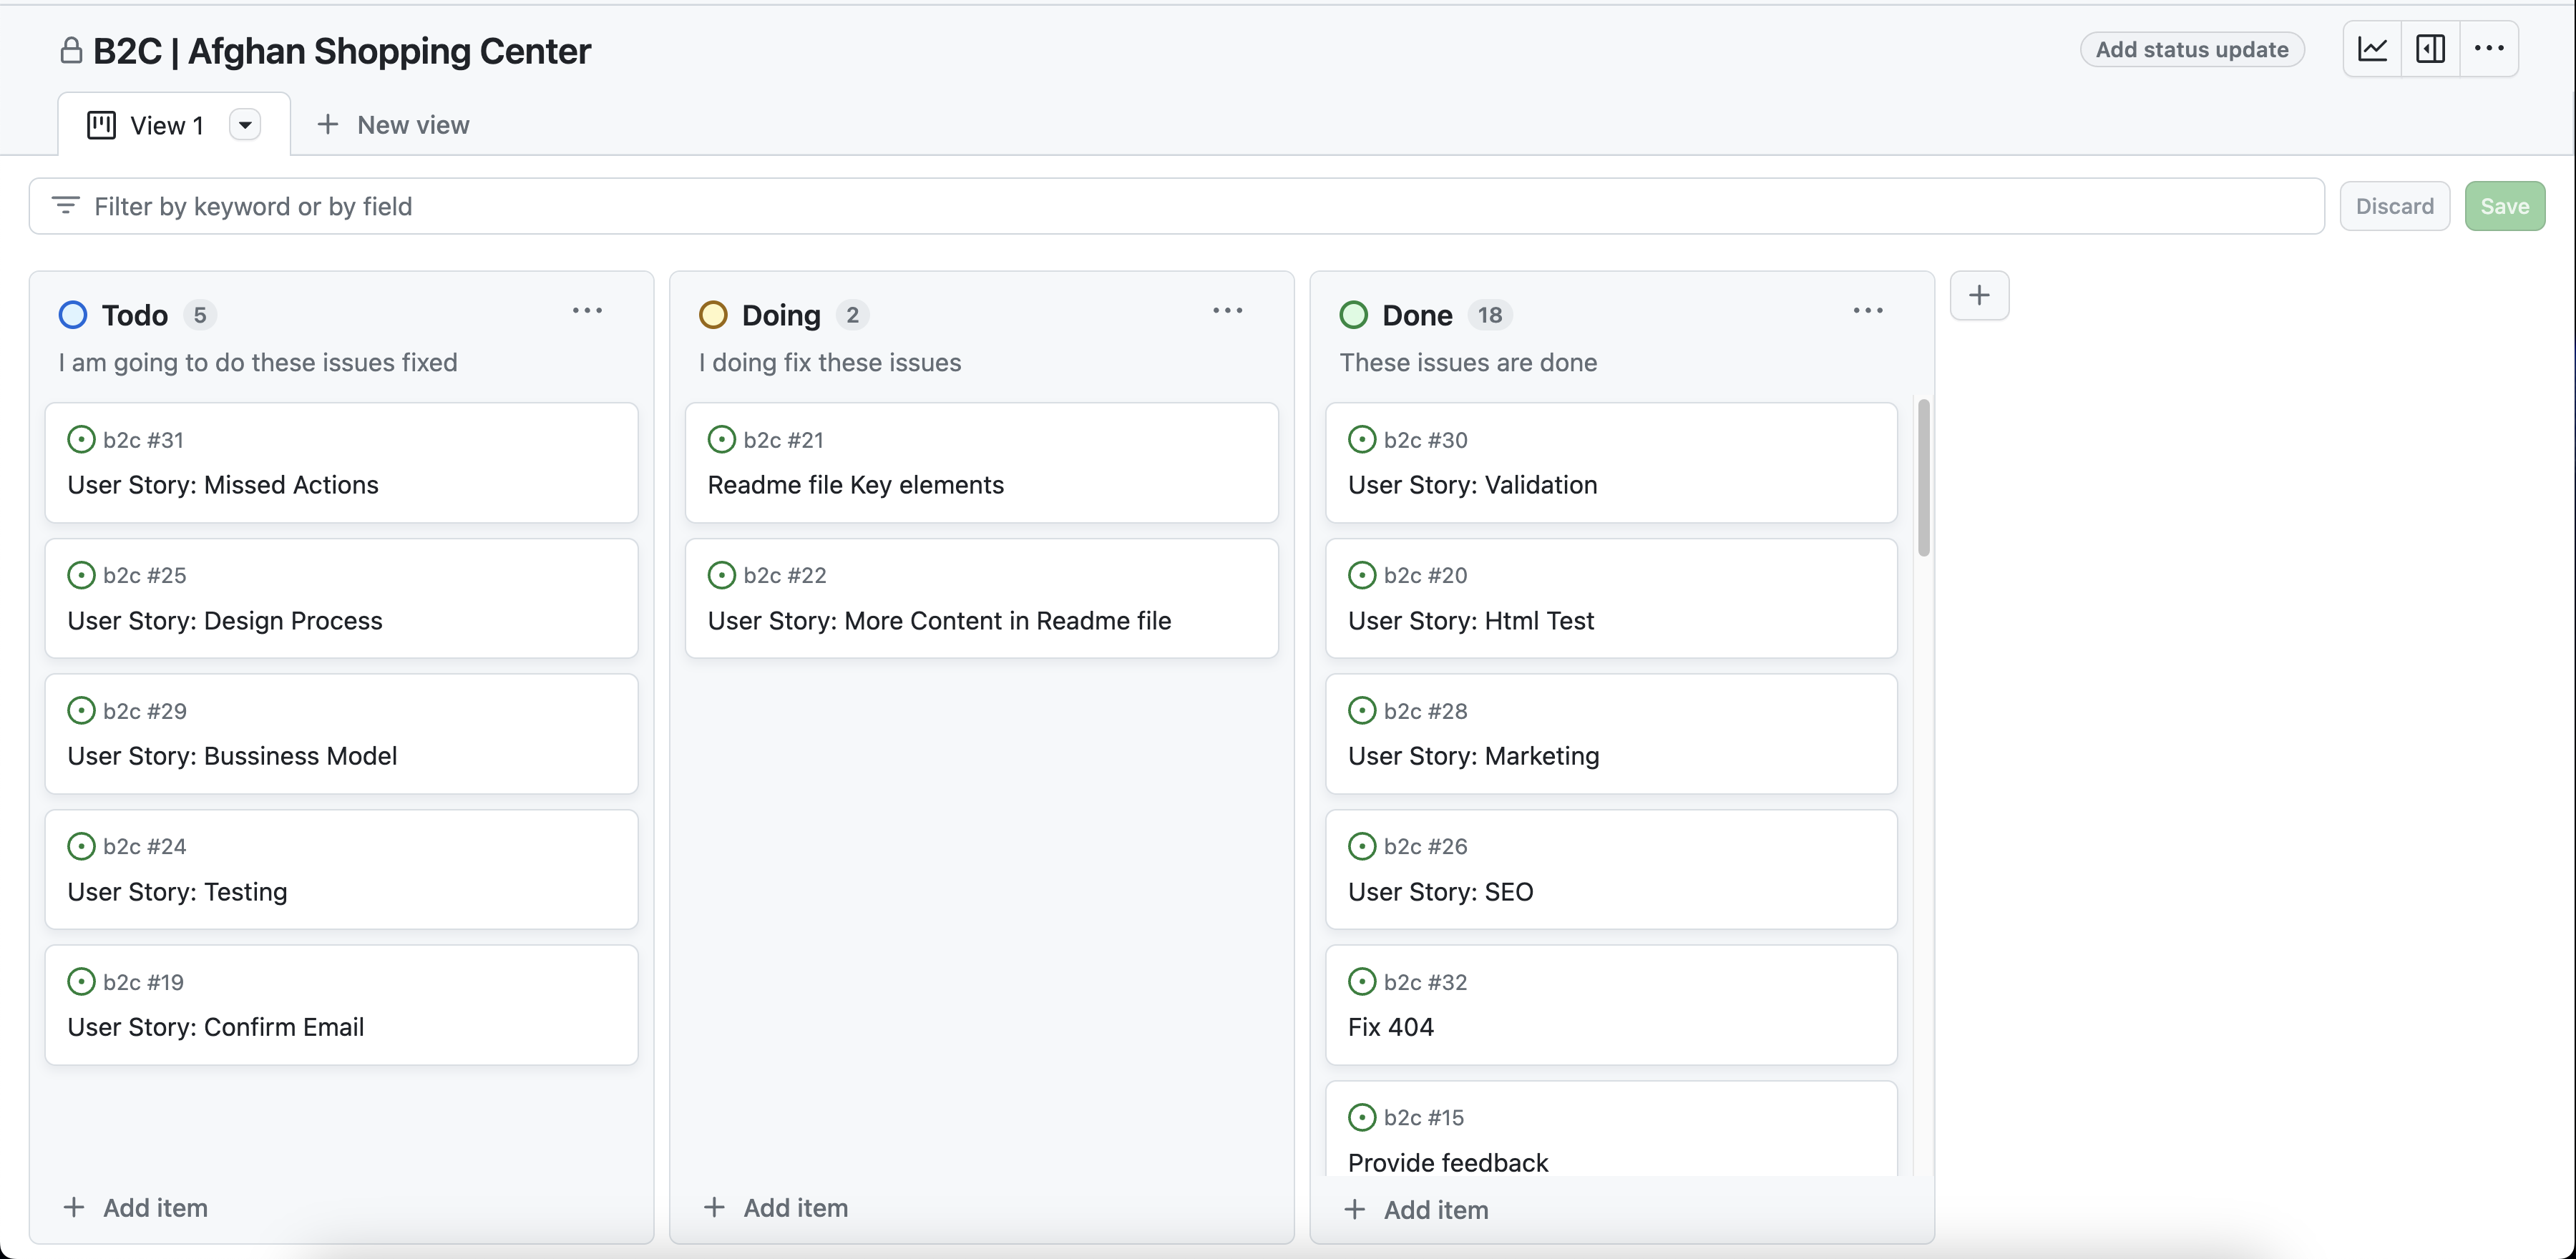 B2C | Afghan Shopping Center
Add status update
View 1
New view
Filter by keyword or by field
Discard
Save
Todo 5
I am going to do these issues fixed
b2c #31
User Story: Missed Actions
b2c #25
User Story: Design Process
b2c #29
User Story: Bussiness Model
b2c #24
User Story: Testing
b2c #19
User Story: Confirm Email
Add item
Doing 2
I doing fix these issues
b2c #21
Readme file Key elements
b2c #22
User Story: More Content in Readme file
Add item
Done 18
These issues are done
b2c #30
User Story: Validation
b2c #20
User Story: Html Test
b2c #28
User Story: Marketing
b2c #26
User Story: SEO
b2c #32
Fix 404
b2c #15
Provide feedback
Add item